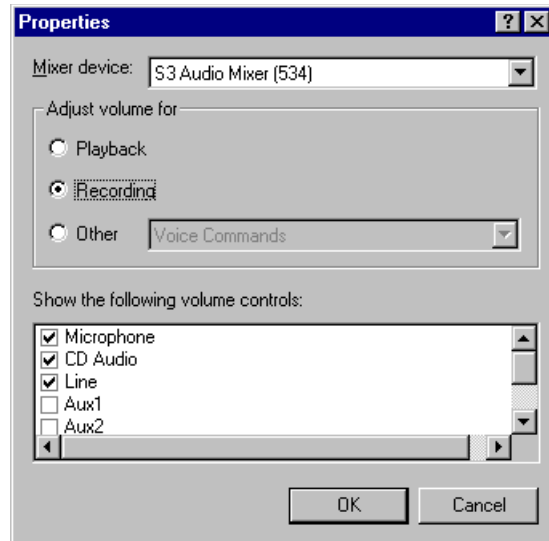 Properties
Mixer device: S3 Audio Mixer (534)
Adjust volume for
Playback
Recording
Other Voice Commands
Show the following volume controls:
Microphone
CD Audio
Line
Aux1
Aux2
OK Cancel